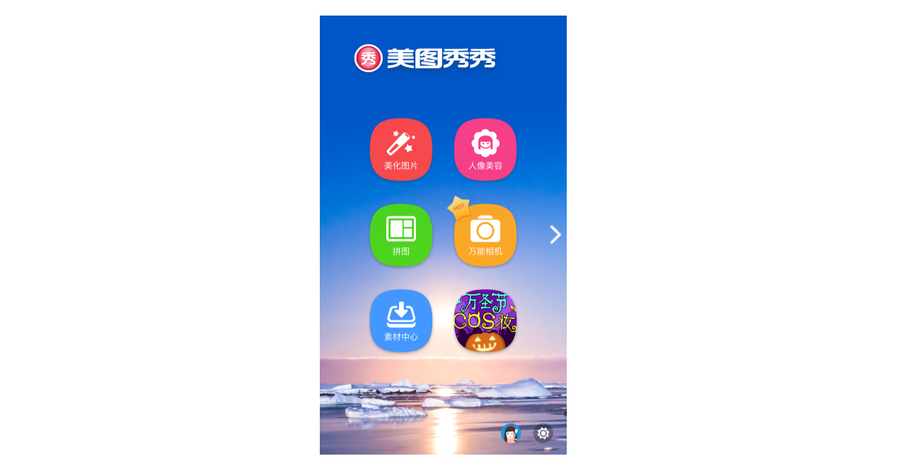 秀 美图秀秀
美化图片
人像美容
HOT
拼图
万能相机
素材中心
万圣节
COS妆